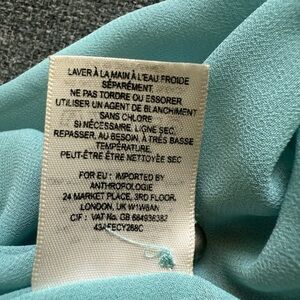 LAVER À LA MAIN À L'EAU FROIDE
SÉPARÉMENT.
NE PAS TORDRE OU ESSORER
UTILISER UN AGENT DE BLANCHIMENT
SANS CHLORE
SI NÉCESSAIRE, LIGNE SEC,
REPASSER, AU BESOIN, À TRÈS BASSE
TEMPÉRATURE.
PEUT-ÊTRE ÊTRE NETTOYÉE SEC
FOR EU : IMPORTED BY
ANTHROPOLOGIE
24 MARKET PLACE, 3RD FLOOR,
LONDON, UK W1W8AN
CIF : VAT No. GB 684936382
43AFECY268C